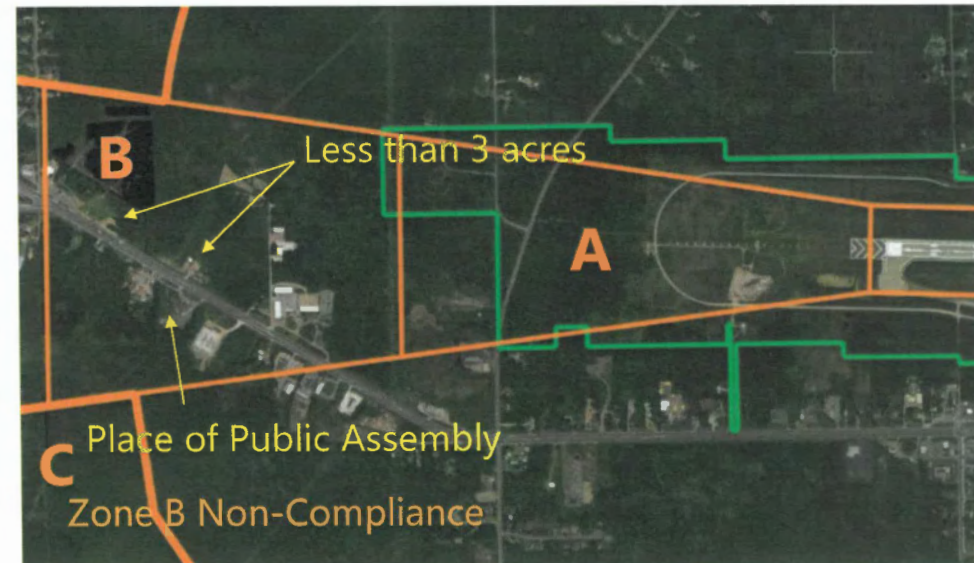 B
Less than 3 acres
A
Place of Public Assembly
C
Zone B Non-Compliance